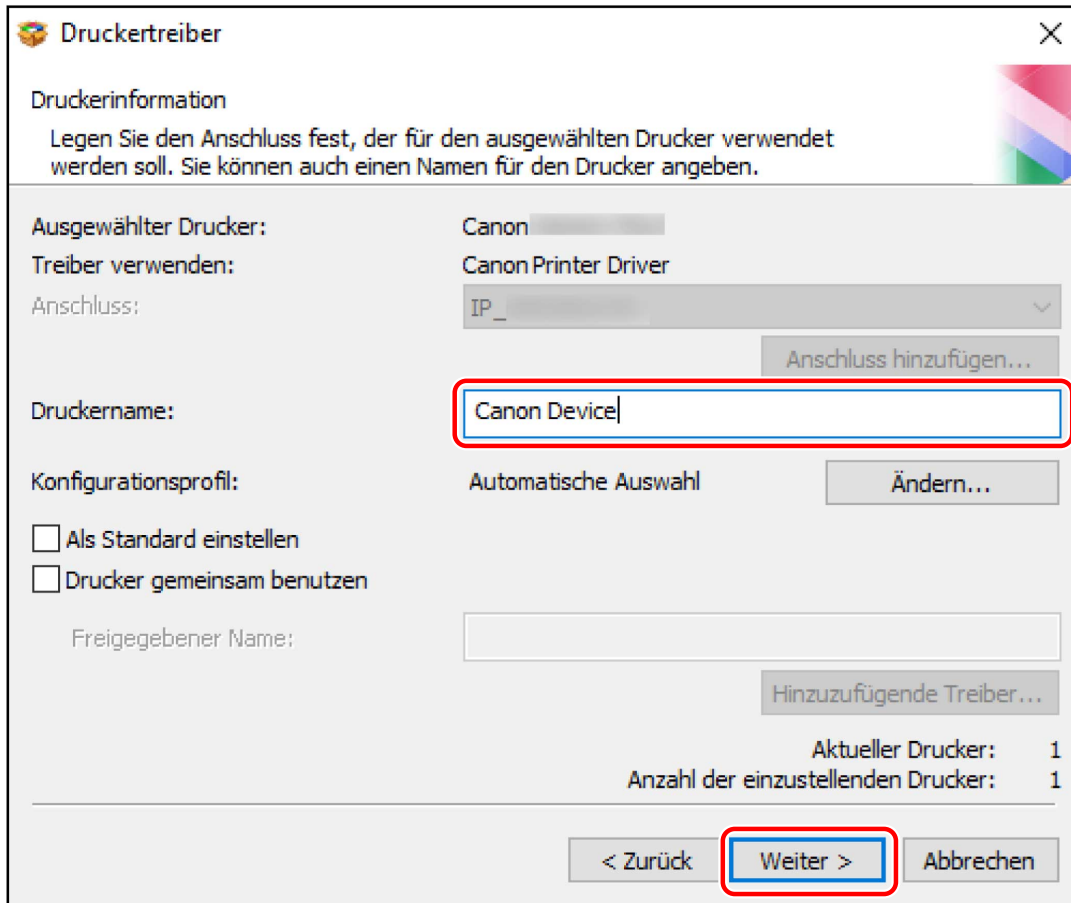 Druckertreiber
Druckerinformation
Legen Sie den Anschluss fest, der für den ausgewählten Drucker verwendet
werden soll. Sie können auch einen Namen für den Drucker angeben.
Ausgewählter Drucker: Canon
Treiber verwenden: Canon Printer Driver
Anschluss: IP_
Anschluss hinzufügen...
Druckername: Canon Device
Konfigurationsprofil: Automatische Auswahl Ändern...
Als Standard einstellen
Drucker gemeinsam benutzen
Freigegebener Name:
Hinzuzufügende Treiber...
Aktueller Drucker: 1
Anzahl der einzustellenden Drucker: 1
< Zurück Weiter > Abbrechen